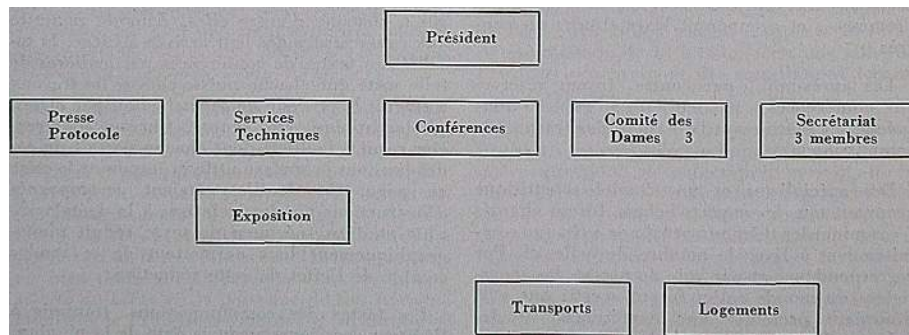 Président
Presse
Protocole
Services
Techniques
Conférences
Comité des
Dames 3
Secrétariat
3 membres
Exposition
Transports
Logements